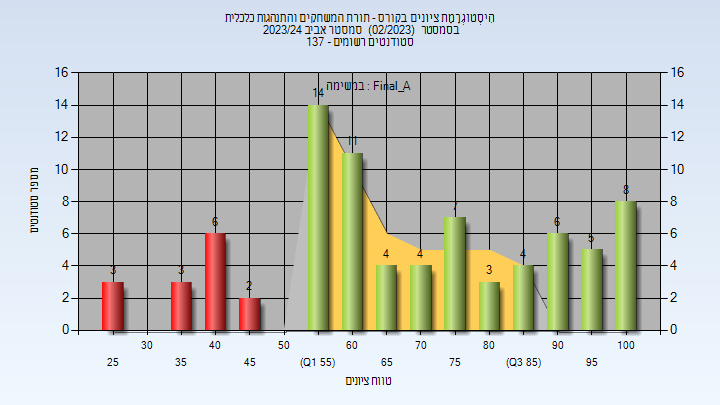 היסטוגרמת ציונים בקורס - תורת המשחקים והתנהגות כלכלית
בסמסטר (02/2023) סמסטר אביב 2023/24
סטודנטים רשומים - 137
במשימה : Final_A
מספר סטודנטים
16 16
14 14
12 12
10 10
8 8
6 6
4 4
2 2
0 0
3 3 6 2 14 11 4 4 7 3 4 6 5 8
30 40 50 60 70 80 90 100
25 35 45 (Q1 55) 65 75 (Q3 85) 95
טווח ציונים